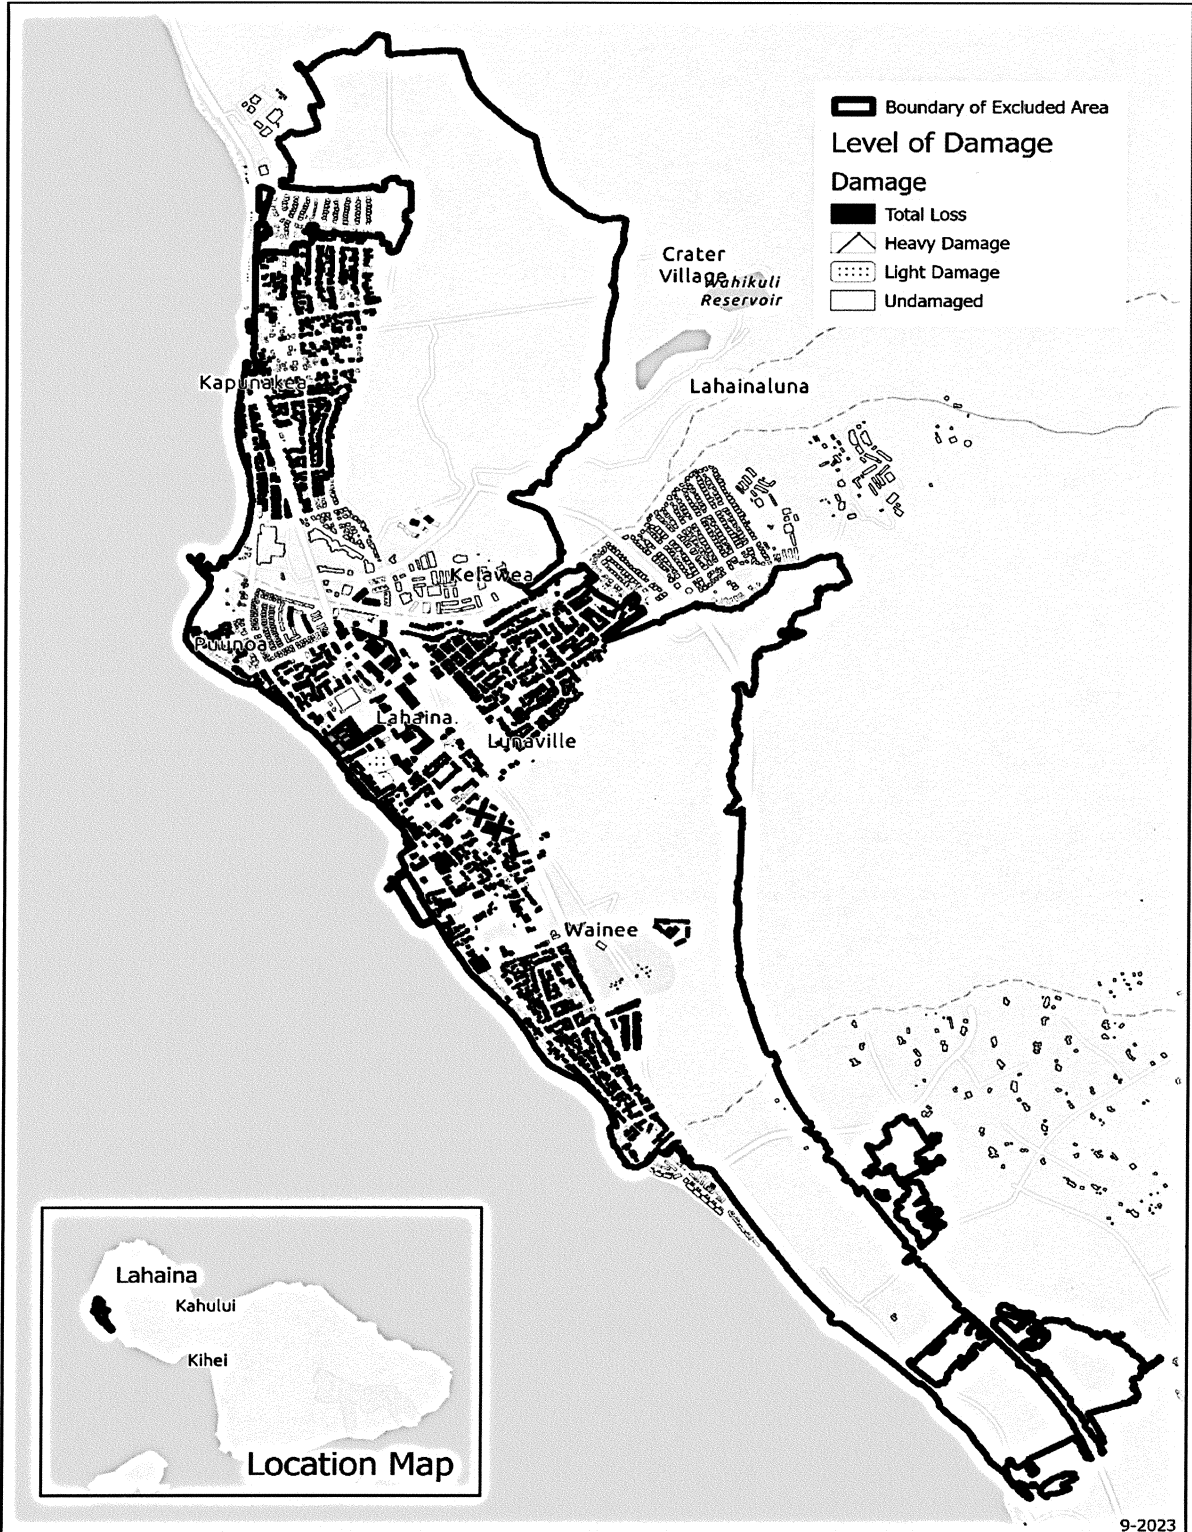 Boundary of Excluded Area
Level of Damage
Damage
Total Loss
Heavy Damage
Light Damage
Undamaged
Crater
Village
Wahikuli
Reservoir
Lahainaluna
Kapunakea
Kelawea
Puunoa
Lahaina
Lunaville
Wainee
Lahaina
Kahului
Kihei
Location Map
9-2023